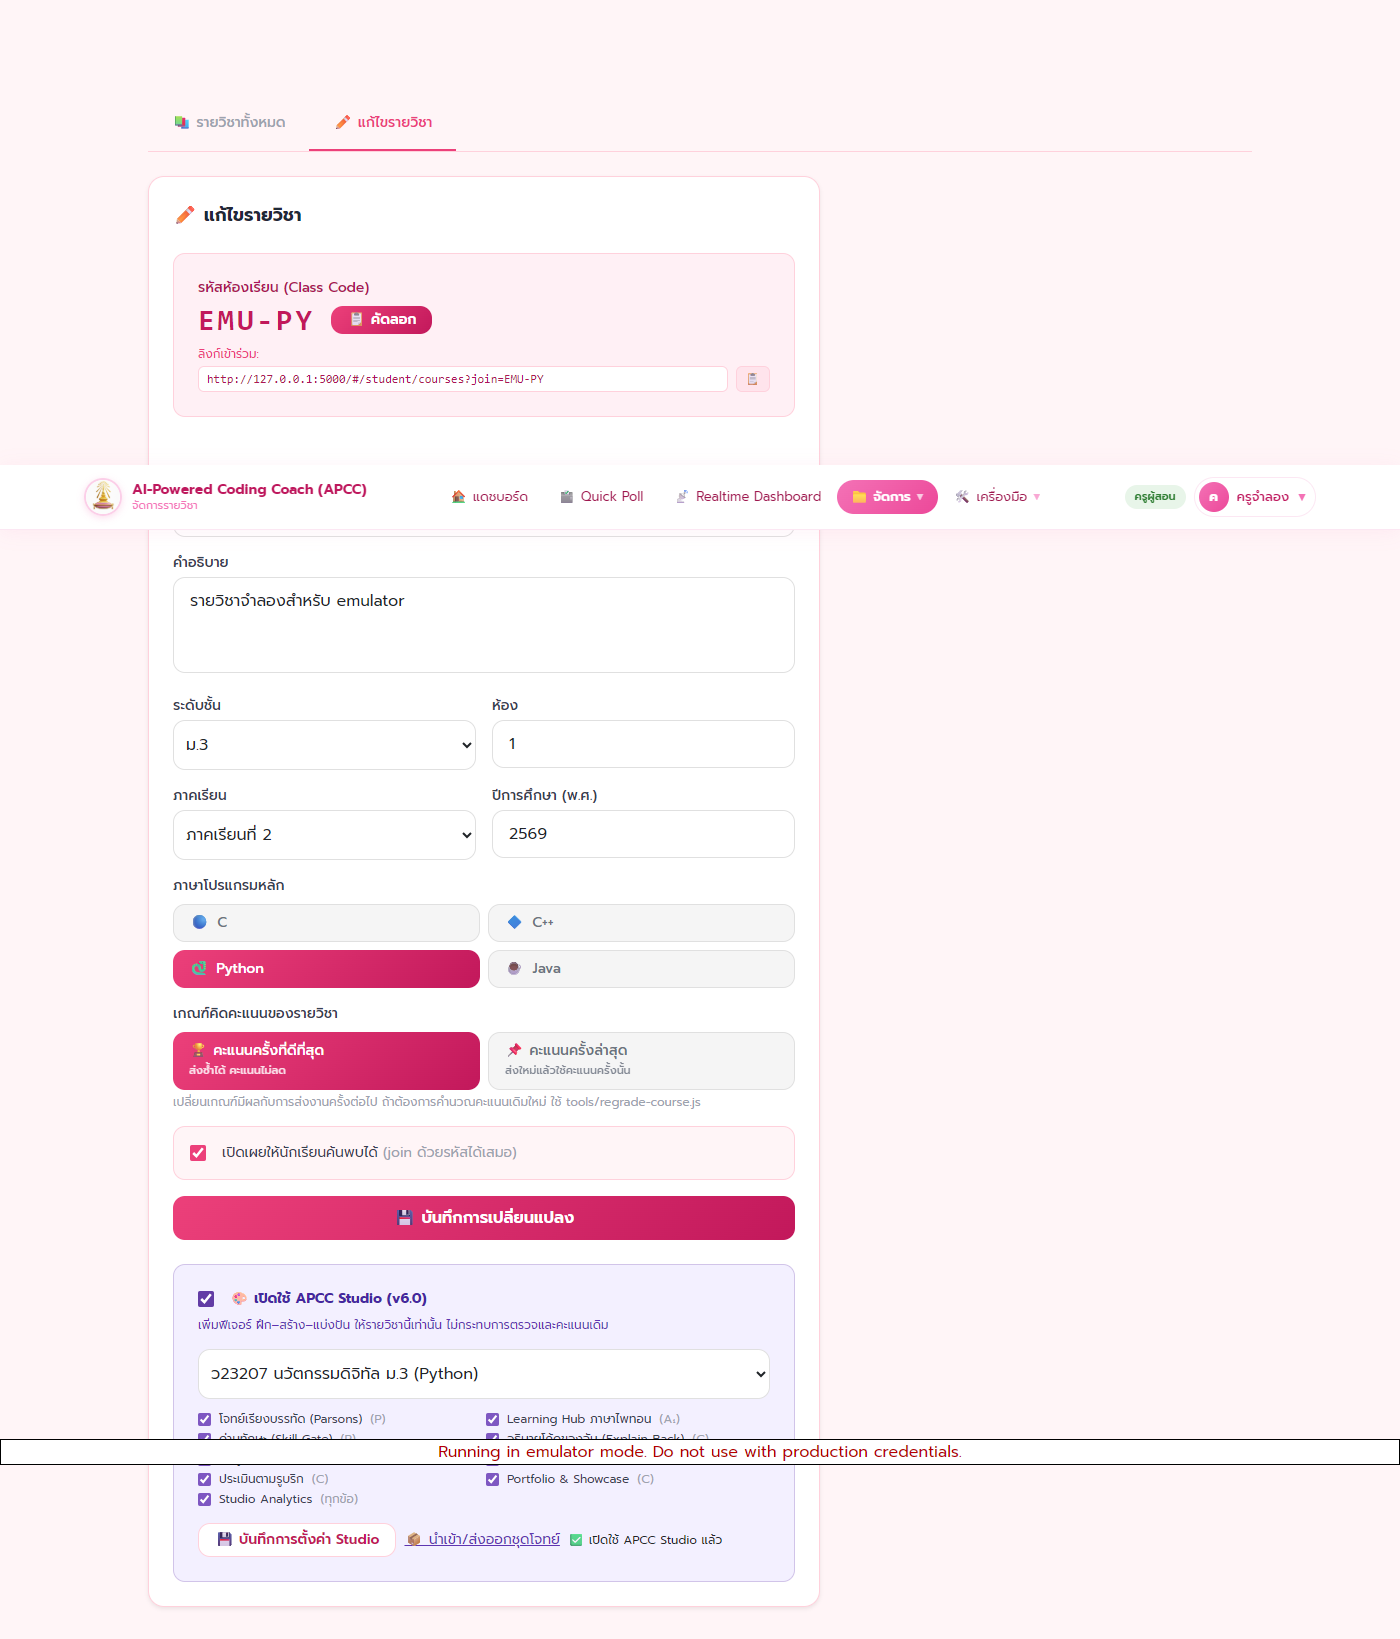 รายวิชาทั้งหมด
แก้ไขรายวิชา
แก้ไขรายวิชา
รหัสห้องเรียน (Class Code)
EMU-PY
คัดลอก
ลิงก์เข้าร่วม:
http://127.0.0.1:5000/#/student/courses?join=EMU-PY
AI-Powered Coding Coach (APCC)
จัดการรายวิชา
แดชบอร์ด
Quick Poll
Realtime Dashboard
จัดการ ▾
เครื่องมือ ▾
ครูผู้สอน
ค
ครูจำลอง ▾
คำอธิบาย
รายวิชาจำลองสำหรับ emulator
ระดับชั้น
ห้อง
ม.3
1
ภาคเรียน
ปีการศึกษา (พ.ศ.)
ภาคเรียนที่ 2
2569
ภาษาโปรแกรมหลัก
C
C++
Python
Java
เกณฑ์คิดคะแนนของรายวิชา
คะแนนครั้งที่ดีที่สุด
ส่งซ้ำได้ คะแนนไม่ลด
คะแนนครั้งล่าสุด
ส่งใหม่แล้วใช้คะแนนครั้งนั้น
เปลี่ยนเกณฑ์มีผลกับการส่งงานครั้งต่อไป ถ้าต้องการคำนวณคะแนนเดิมใหม่ ใช้ tools/regrade-course.js
เปิดเผยให้นักเรียนค้นพบได้ (join ด้วยรหัสได้เสมอ)
บันทึกการเปลี่ยนแปลง
เปิดใช้ APCC Studio (v6.0)
เพิ่มฟีเจอร์ ฝึก–สร้าง–แบ่งปัน ให้รายวิชานี้เท่านั้น ไม่กระทบการตรวจและคะแนนเดิม
ว23207 นวัตกรรมดิจิทัล ม.3 (Python)
โจทย์เรียงบรรทัด (Parsons) (P)
Learning Hub ภาษาไพทอน (A₁)
Running in emulator mode. Do not use with production credentials.
ประเมินตามรูบริก (C)
Portfolio & Showcase (C)
Studio Analytics (ทุกข้อ)
บันทึกการตั้งค่า Studio
นำเข้า/ส่งออกชุดโจทย์
เปิดใช้ APCC Studio แล้ว